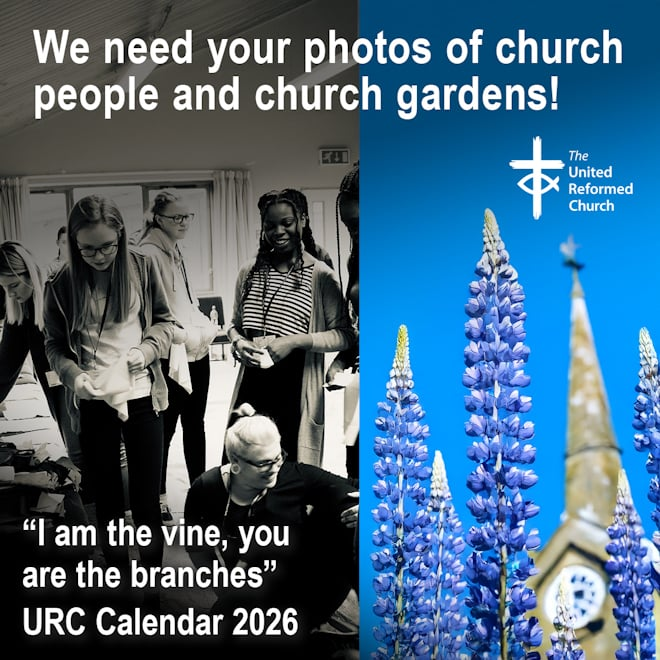 We need your photos of church
people and church gardens!
The
United
Reformed
Church
“I am the vine, you
are the branches”
URC Calendar 2026